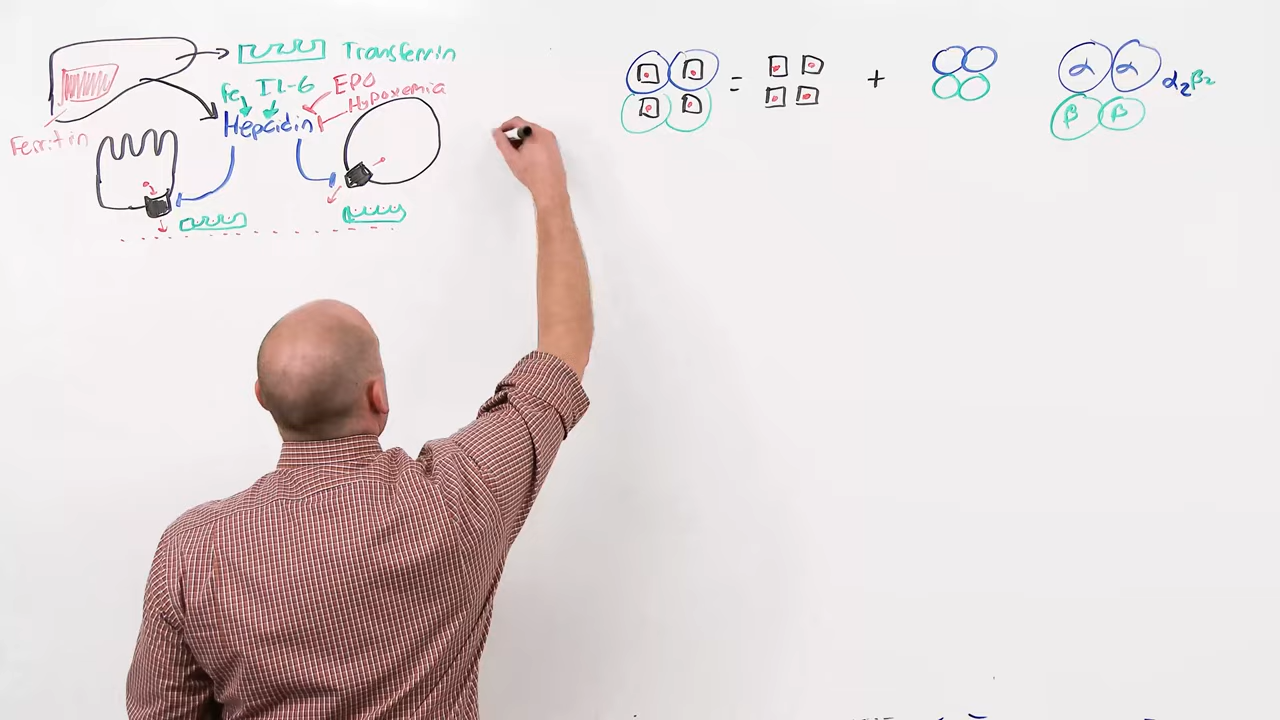 Transferrin
Fe IL-6 EPO
Hypoxemia
Hepcidin
Ferritin
= +
α α α2β2
β β